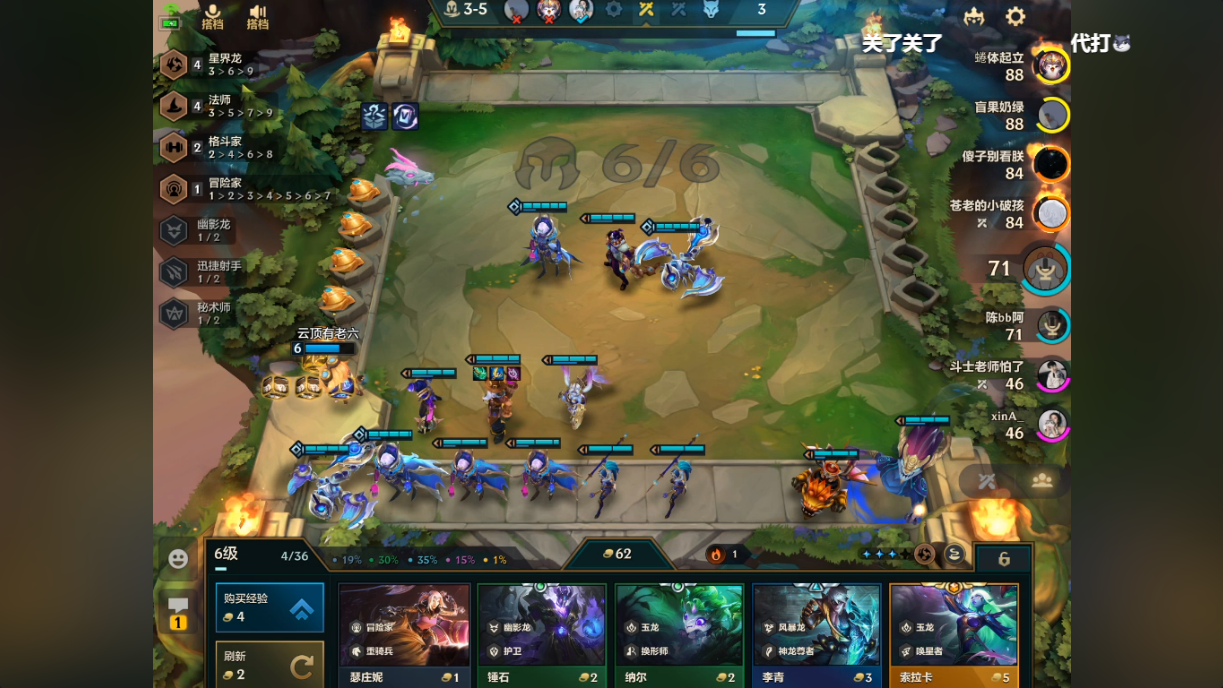 搭档
搭档
3-5
3
关了关了
代打
4 星界龙
3 > 6 > 9
4 法师
3 > 5 > 7 > 9
2 格斗家
2 > 4 > 6 > 8
1 冒险家
1 > 2 > 3 > 4 > 5 > 6 > 7
幽影龙
1 / 2
迅捷射手
1 / 2
秘术师
1 / 2
6/6
云顶有老六
6
蜷体起立
88
盲果奶绿
88
傻子别看朕
84
苍老的小破孩
84
71
陈bb阿
71
斗士老师怕了
46
xinA_
46
6级
4/36
19% 30% 35% 15% 1%
62
1
6
1
购买经验
4
刷新
2
冒险家
重骑兵
瑟庄妮 1
幽影龙
护卫
锤石 2
玉龙
换形师
纳尔 2
风暴龙
神龙尊者
李青 3
玉龙
唤星者
索拉卡 5